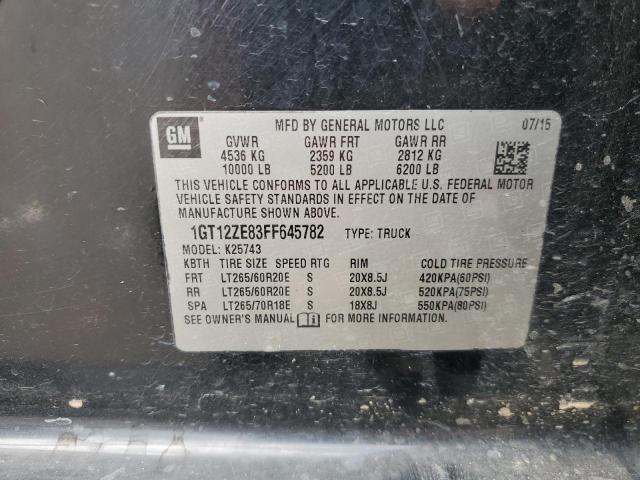 GM
MFD BY GENERAL MOTORS LLC 07/15
GVWR GAWR FRT GAWR RR
4536 KG 2359 KG 2812 KG
10000 LB 5200 LB 6200 LB
THIS VEHICLE CONFORMS TO ALL APPLICABLE U.S. FEDERAL MOTOR
VEHICLE SAFETY STANDARDS IN EFFECT ON THE DATE OF
MANUFACTURE SHOWN ABOVE.
1GT12ZE83FF645782 TYPE: TRUCK
MODEL: K25743
KBTH TIRE SIZE SPEED RTG RIM COLD TIRE PRESSURE
FRT LT265/60R20E S 20X8.5J 420KPA(60PSI)
RR LT265/60R20E S 20X8.5J 520KPA(75PSI)
SPA LT265/70R18E S 18X8J 550KPA(80PSI)
SEE OWNER'S MANUAL FOR MORE INFORMATION.